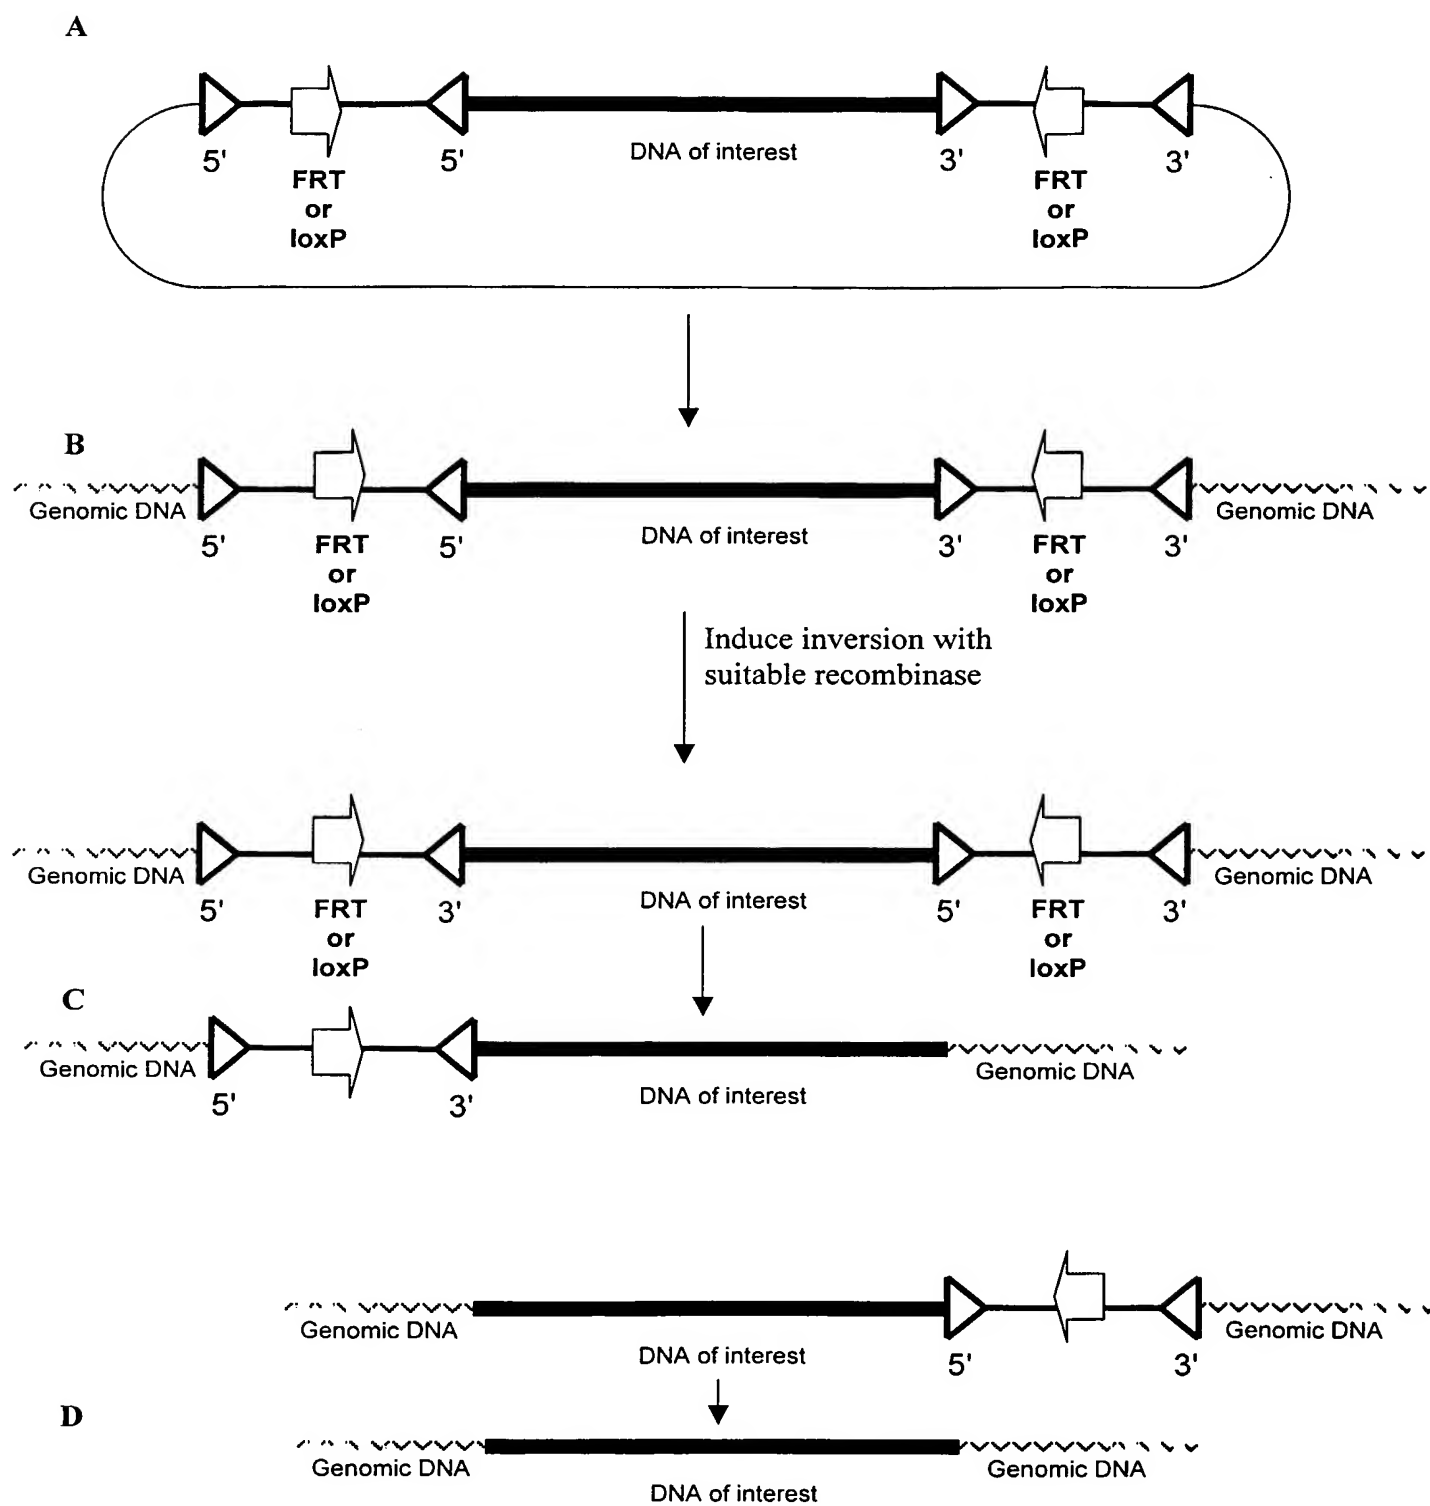 A
5' 5' DNA of interest 3' 3'
FRT FRT
or or
loxP loxP
B
Genomic DNA Genomic DNA
5' FRT 5' DNA of interest 3' FRT 3'
or or
loxP loxP
Induce inversion with
suitable recombinase
Genomic DNA Genomic DNA
5' FRT 3' DNA of interest 5' FRT 3'
or or
loxP loxP
C
Genomic DNA Genomic DNA
5' 3' DNA of interest
Genomic DNA Genomic DNA
DNA of interest 5' 3'
D
Genomic DNA Genomic DNA
DNA of interest